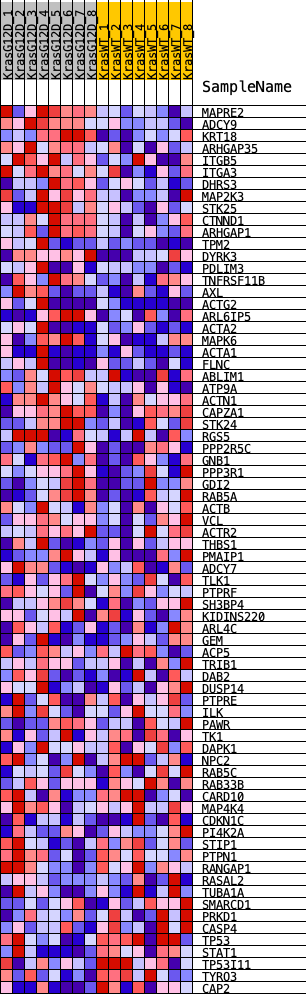 KrasG12D_1
KrasG12D_2
KrasG12D_3
KrasG12D_4
KrasG12D_5
KrasG12D_6
KrasG12D_7
KrasG12D_8
KrasWT_1
KrasWT_2
KrasWT_3
KrasWT_4
KrasWT_5
KrasWT_6
KrasWT_7
KrasWT_8
SampleName
MAPRE2
ADCY9
KRT18
ARHGAP35
ITGB5
ITGA3
DHRS3
MAP2K3
STK25
CTNND1
ARHGAP1
TPM2
DYRK3
PDLIM3
TNFRSF11B
AXL
ACTG2
ARL6IP5
ACTA2
MAPK6
ACTA1
FLNC
ABLIM1
ATP9A
ACTN1
CAPZA1
STK24
RGS5
PPP2R5C
GNB1
PPP3R1
GDI2
RAB5A
ACTB
VCL
ACTR2
THBS1
PMAIP1
ADCY7
TLK1
PTPRF
SH3BP4
KIDINS220
ARL4C
GEM
ACP5
TRIB1
DAB2
DUSP14
PTPRE
ILK
PAWR
TK1
DAPK1
NPC2
RAB5C
RAB33B
CARD10
MAP4K4
CDKN1C
PI4K2A
STIP1
PTPN1
RANGAP1
RASAL2
TUBA1A
SMARCD1
PRKD1
CASP4
TP53
STAT1
TP53I11
TYRO3
CAP2